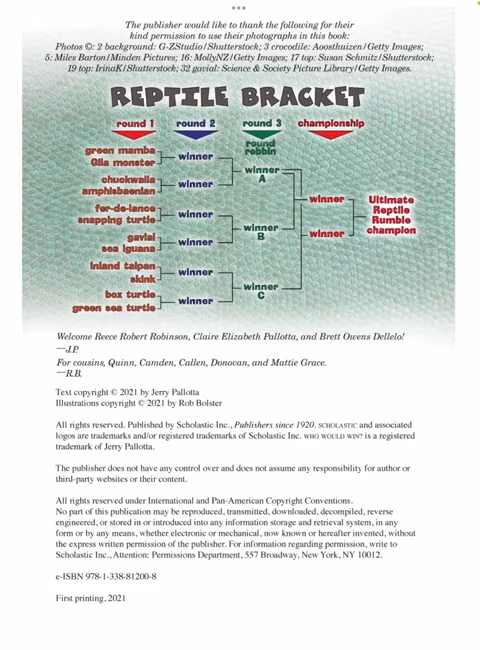 The publisher would like to thank the following for their
kind permission to use their photographs in this book:
Photos ©: 2 background: G-ZStudio/Shutterstock; 3 crocodile: Aoosthuizen/Getty Images;
5: Miles Barton/Minden Pictures; 16: MollyNZ/Getty Images; 17 top: Susan Schmitz/Shutterstock;
19 top: IrinaK/Shutterstock; 32 gavial: Science & Society Picture Library/Getty Images.
REPTILE BRACKET
round 1 round 2 round 3 championship
round
robbin
green mamba
Glia monster
winner
chuckwalla
amphisbaenian
winner
winner
A
fer-de-lance
snapping turtle
winner
gavial
sea iguana
winner
winner
B
inland taipan
skink
winner
box turtle
green sea turtle
winner
winner
C
winner
winner
Ultimate
Reptile
Rumble
champion
Welcome Reece Robert Robinson, Claire Elizabeth Pallotta, and Brett Owens Dellelo!
—J.P.
For cousins, Quinn, Camden, Callen, Donovan, and Mattie Grace.
—R.B.
Text copyright © 2021 by Jerry Pallotta
Illustrations copyright © 2021 by Rob Bolster
All rights reserved. Published by Scholastic Inc., Publishers since 1920. SCHOLASTIC and associated
logos are trademarks and/or registered trademarks of Scholastic Inc. WHO WOULD WIN? is a registered
trademark of Jerry Pallotta.
The publisher does not have any control over and does not assume any responsibility for author or
third-party websites or their content.
All rights reserved under International and Pan-American Copyright Conventions.
No part of this publication may be reproduced, transmitted, downloaded, decompiled, reverse
engineered, or stored in or introduced into any information storage and retrieval system, in any
form or by any means, whether electronic or mechanical, now known or hereafter invented, without
the express written permission of the publisher. For information regarding permission, write to
Scholastic Inc., Attention: Permissions Department, 557 Broadway, New York, NY 10012.
e-ISBN 978-1-338-81200-8
First printing, 2021